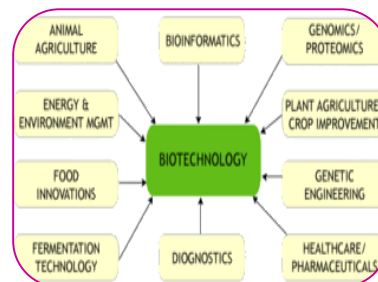 ANIMAL
AGRICULTURE
BIOINFORMATICS
GENOMICS/
PROTEOMICS
ENERGY &
ENVIRONMENT MGMT
PLANT AGRICULTURE
CROP IMPROVEMENT
BIOTECHNOLOGY
FOOD
INNOVATIONS
GENETIC
ENGINEERING
FERMENTATION
TECHNOLOGY
DIOGNOSTICS
HEALTHCARE/
PHARMACEUTICALS